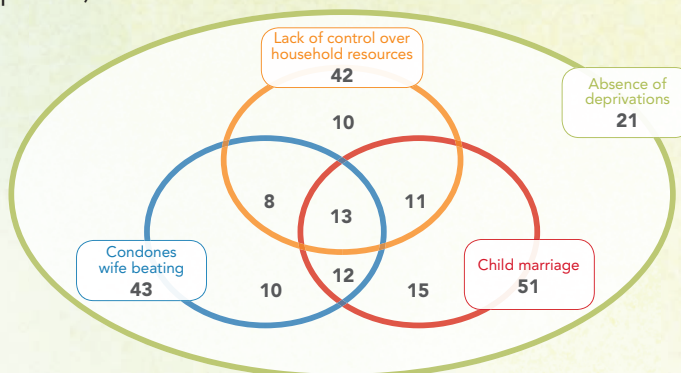 Lack of control over
household resources
42
Absence of
deprivations
21
10
8
13
11
Condones
wife beating
43
12
Child marriage
51
10
15